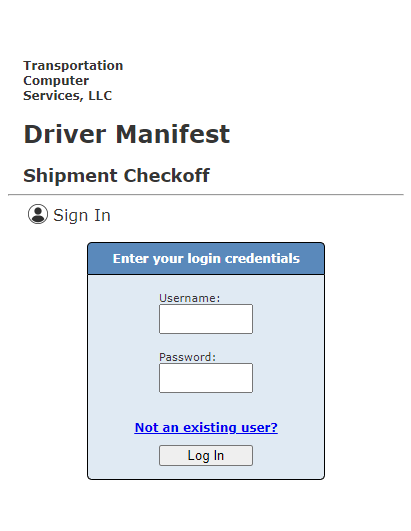 Transportation
Computer
Services, LLC
Driver Manifest
Shipment Checkoff
Sign In
Enter your login credentials
Username:
Password:
Not an existing user?
Log In